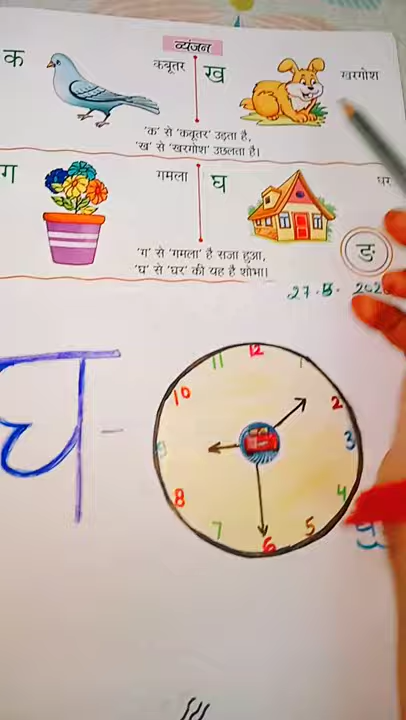 व्यंजन
क कबूतर ख खरगोश
'क' से 'कबूतर' उड़ता है,
'ख' से 'खरगोश' उछलता है।
ग गमला घ घर
'ग' से 'गमला' है सजा हुआ,
'घ' से 'घर' की यह है शोभा।
ङ
घ –
12
11 1
10 2
9 3
8 4
7 5
6